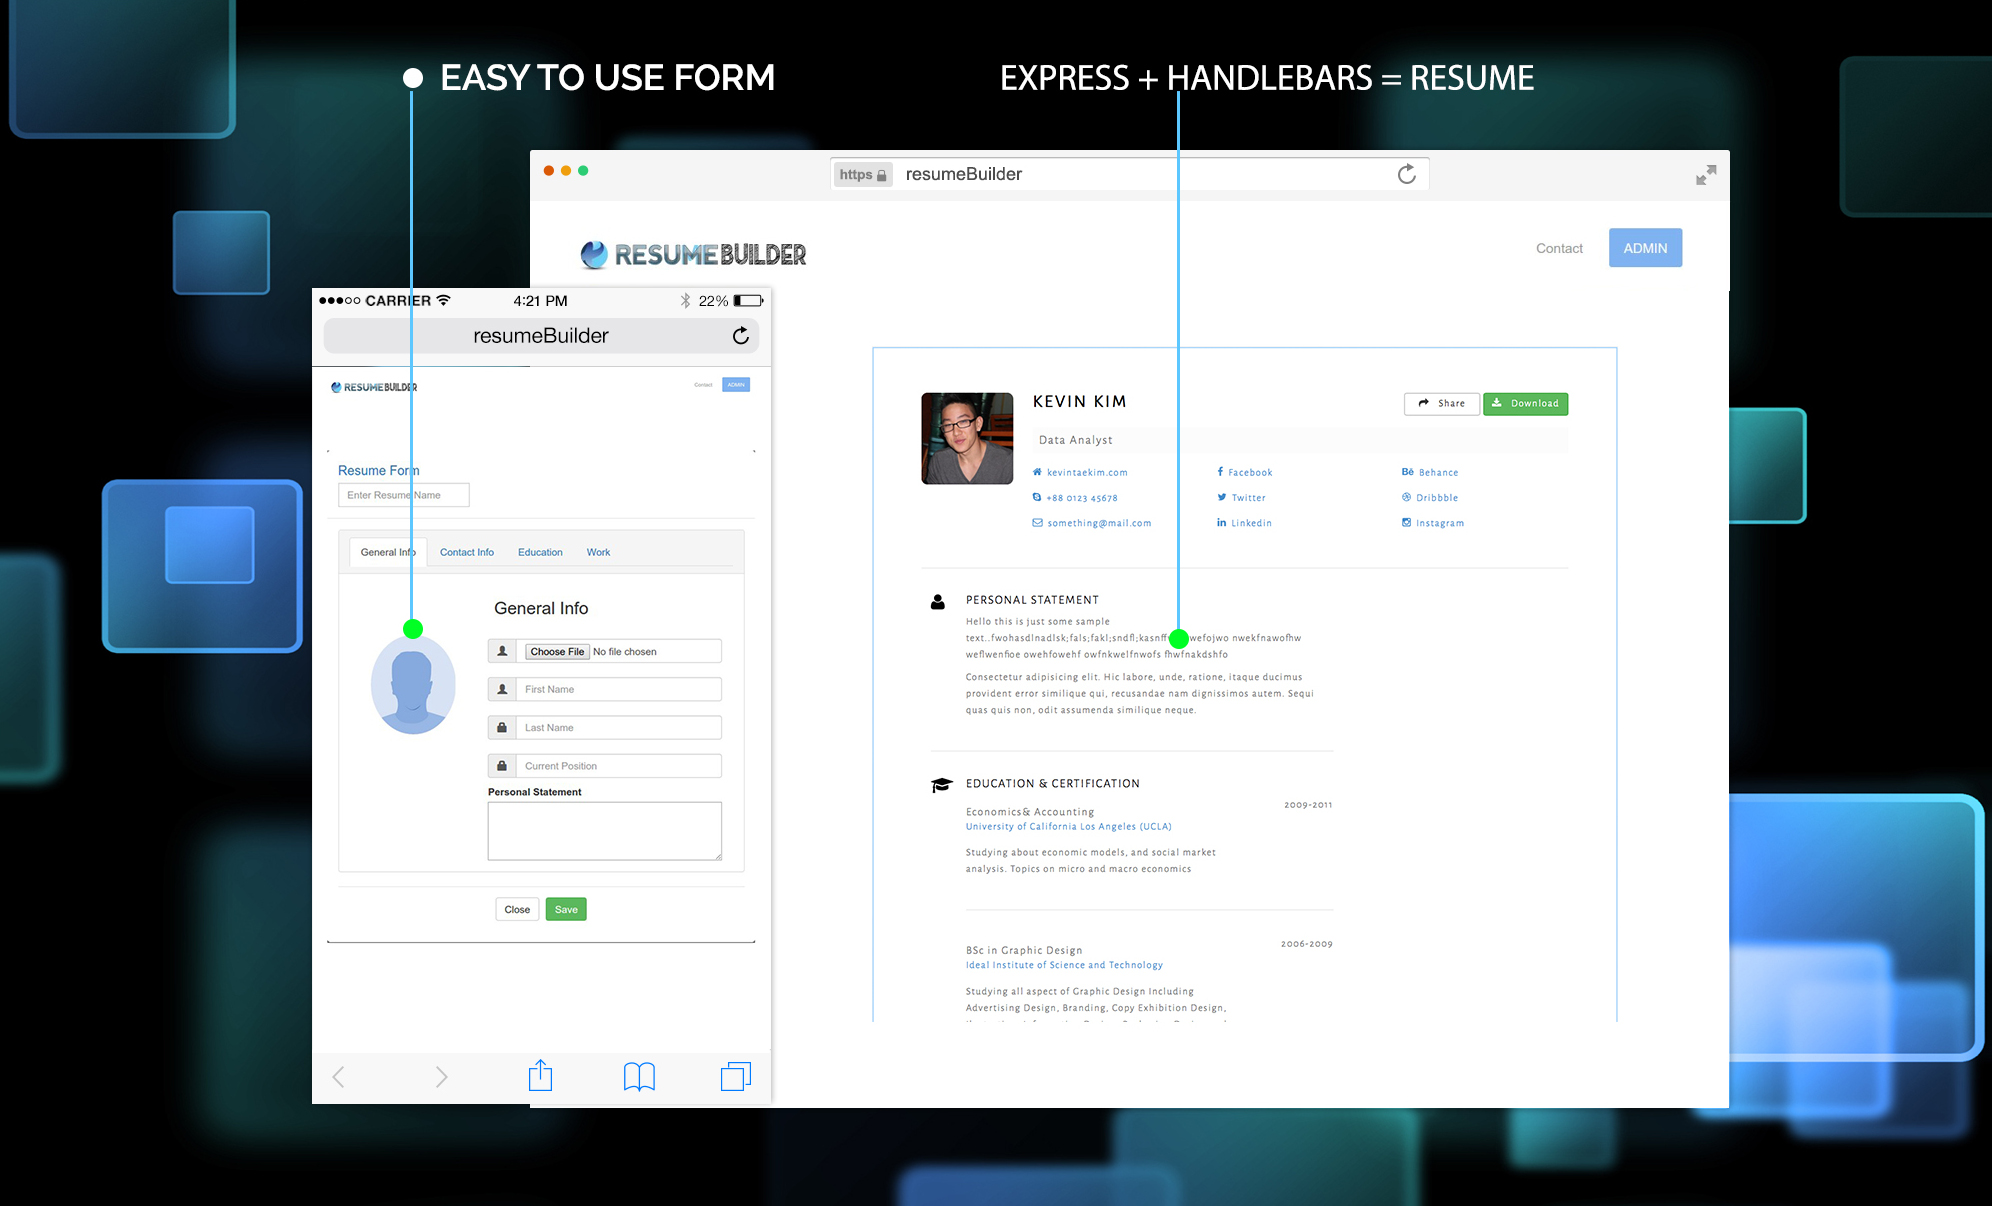 EASY TO USE FORM
EXPRESS + HANDLEBARS = RESUME
https
resumeBuilder
RESUMEBUILDER
Contact
ADMIN
CARRIER
4:21 PM
22%
resumeBuilder
RESUMEBUILDER
Contact
ADMIN
Resume Form
Enter Resume Name
General Info
Contact Info
Education
Work
General Info
Choose File No file chosen
First Name
Last Name
Current Position
Personal Statement
Close
Save
KEVIN KIM
Share
Download
Data Analyst
kevintaekim.com
Facebook
Bē Behance
+88 0123 45678
Twitter
Dribbble
something@mail.com
in Linkedin
Instagram
PERSONAL STATEMENT
Hello this is just some sample
wefojwo nwekfnawofhw
weflwenfioe owehfowehf owfnkwelfnwofs fhwfnakdshfo
Consectetur adipisicing elit. Hic labore, unde, ratione, itaque ducimus
provident error similique qui, recusandae nam dignissimos autem. Sequi
quas quis non, odit assumenda similique neque.
EDUCATION & CERTIFICATION
Economics& Accounting
2009-2011
University of California Los Angeles (UCLA)
Studying about economic models, and social market
analysis. Topics on micro and macro economics
BSc in Graphic Design
2006-2009
Ideal Institute of Science and Technology
Studying all aspect of Graphic Design Including
Advertising Design, Branding, Copy Exhibition Design,